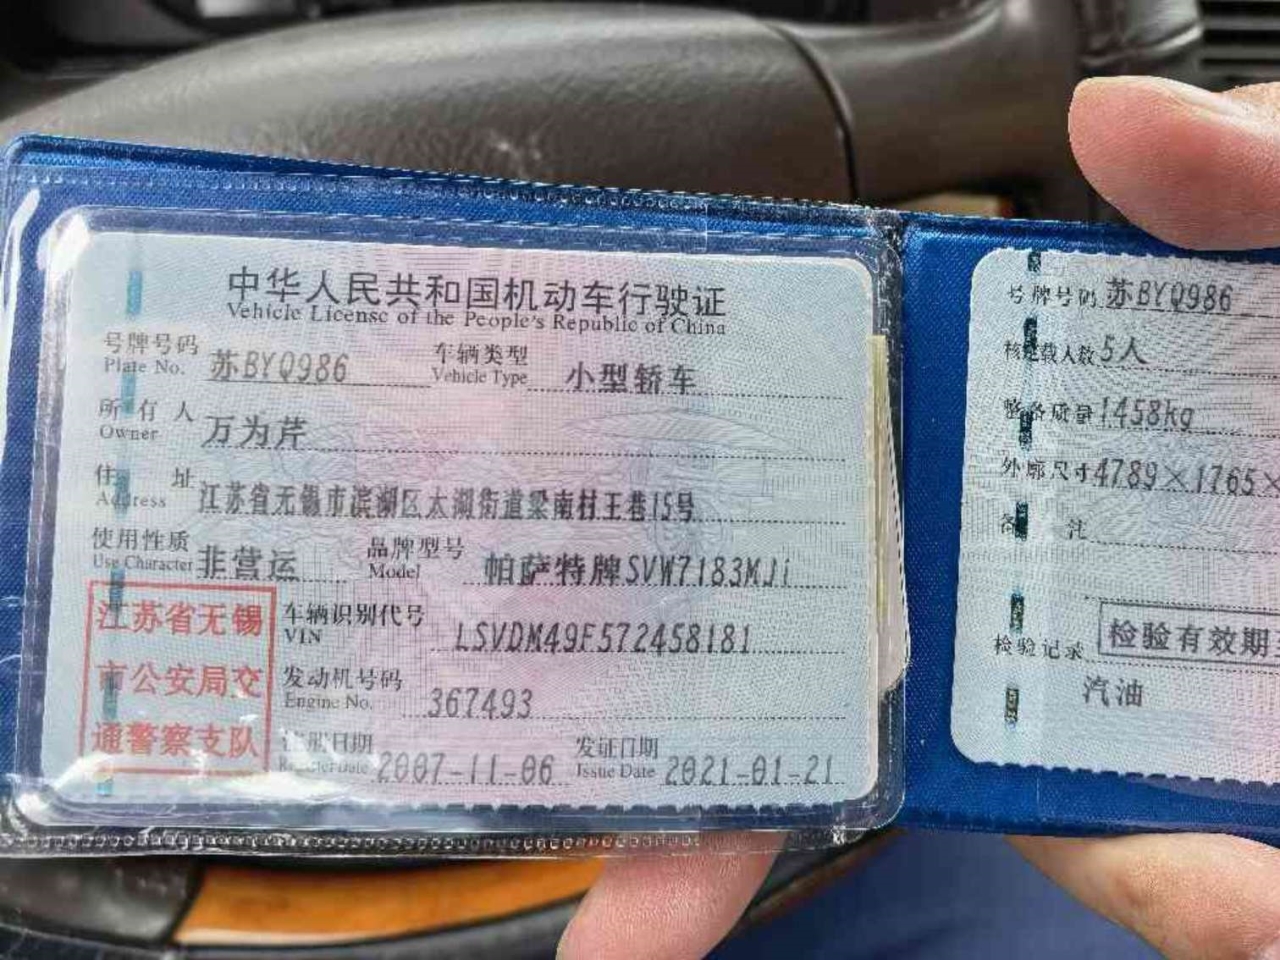 中华人民共和国机动车行驶证
Vehicle License of the People's Republic of China
号牌号码 苏BYQ986 车辆类型 小型轿车
Plate No. Vehicle Type
所有人 万为芹
Owner
住址 江苏省无锡市滨湖区太湖街道梁南村王巷15号
Address
使用性质 非营运 品牌型号 帕萨特牌SVW7183MJi
Use Character Model
江苏省无锡
市公安局交
通警察支队
车辆识别代号 LSVDM49F572458181
VIN
发动机号码 367493
Engine No.
注册日期 2007-11-06 发证日期 2021-01-21
Register Date Issue Date
号牌号码 苏BYQ986
核定载人数 5人
整备质量 1458kg
外廓尺寸 4789×1765×
备注
检验记录 检验有效期
汽油